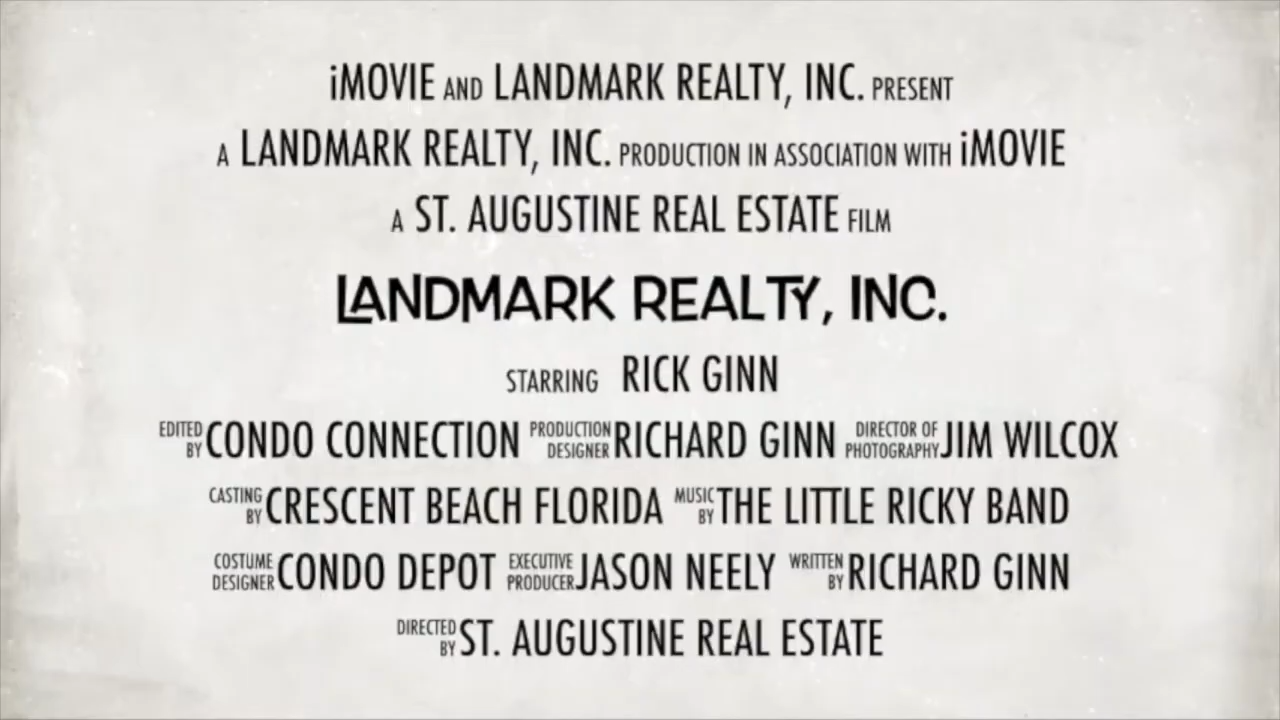 iMOVIE AND LANDMARK REALTY, INC. PRESENT
A LANDMARK REALTY, INC. PRODUCTION IN ASSOCIATION WITH iMOVIE
A ST. AUGUSTINE REAL ESTATE FILM
LANDMARK REALTY, INC.
STARRING RICK GINN
EDITED BY CONDO CONNECTION PRODUCTION DESIGNER RICHARD GINN DIRECTOR OF PHOTOGRAPHY JIM WILCOX
CASTING BY CRESCENT BEACH FLORIDA MUSIC BY THE LITTLE RICKY BAND
COSTUME DESIGNER CONDO DEPOT EXECUTIVE PRODUCER JASON NEELY WRITTEN BY RICHARD GINN
DIRECTED BY ST. AUGUSTINE REAL ESTATE